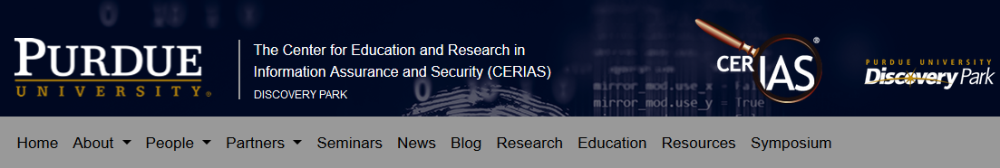 PURDUE
UNIVERSITY®
The Center for Education and Research in
Information Assurance and Security (CERIAS)
DISCOVERY PARK
CERIAS®
PURDUE UNIVERSITY
Discovery Park
mirror_mod.use_x = Fal
mirror_mod.use_y = True
Home About People Partners Seminars News Blog Research Education Resources Symposium